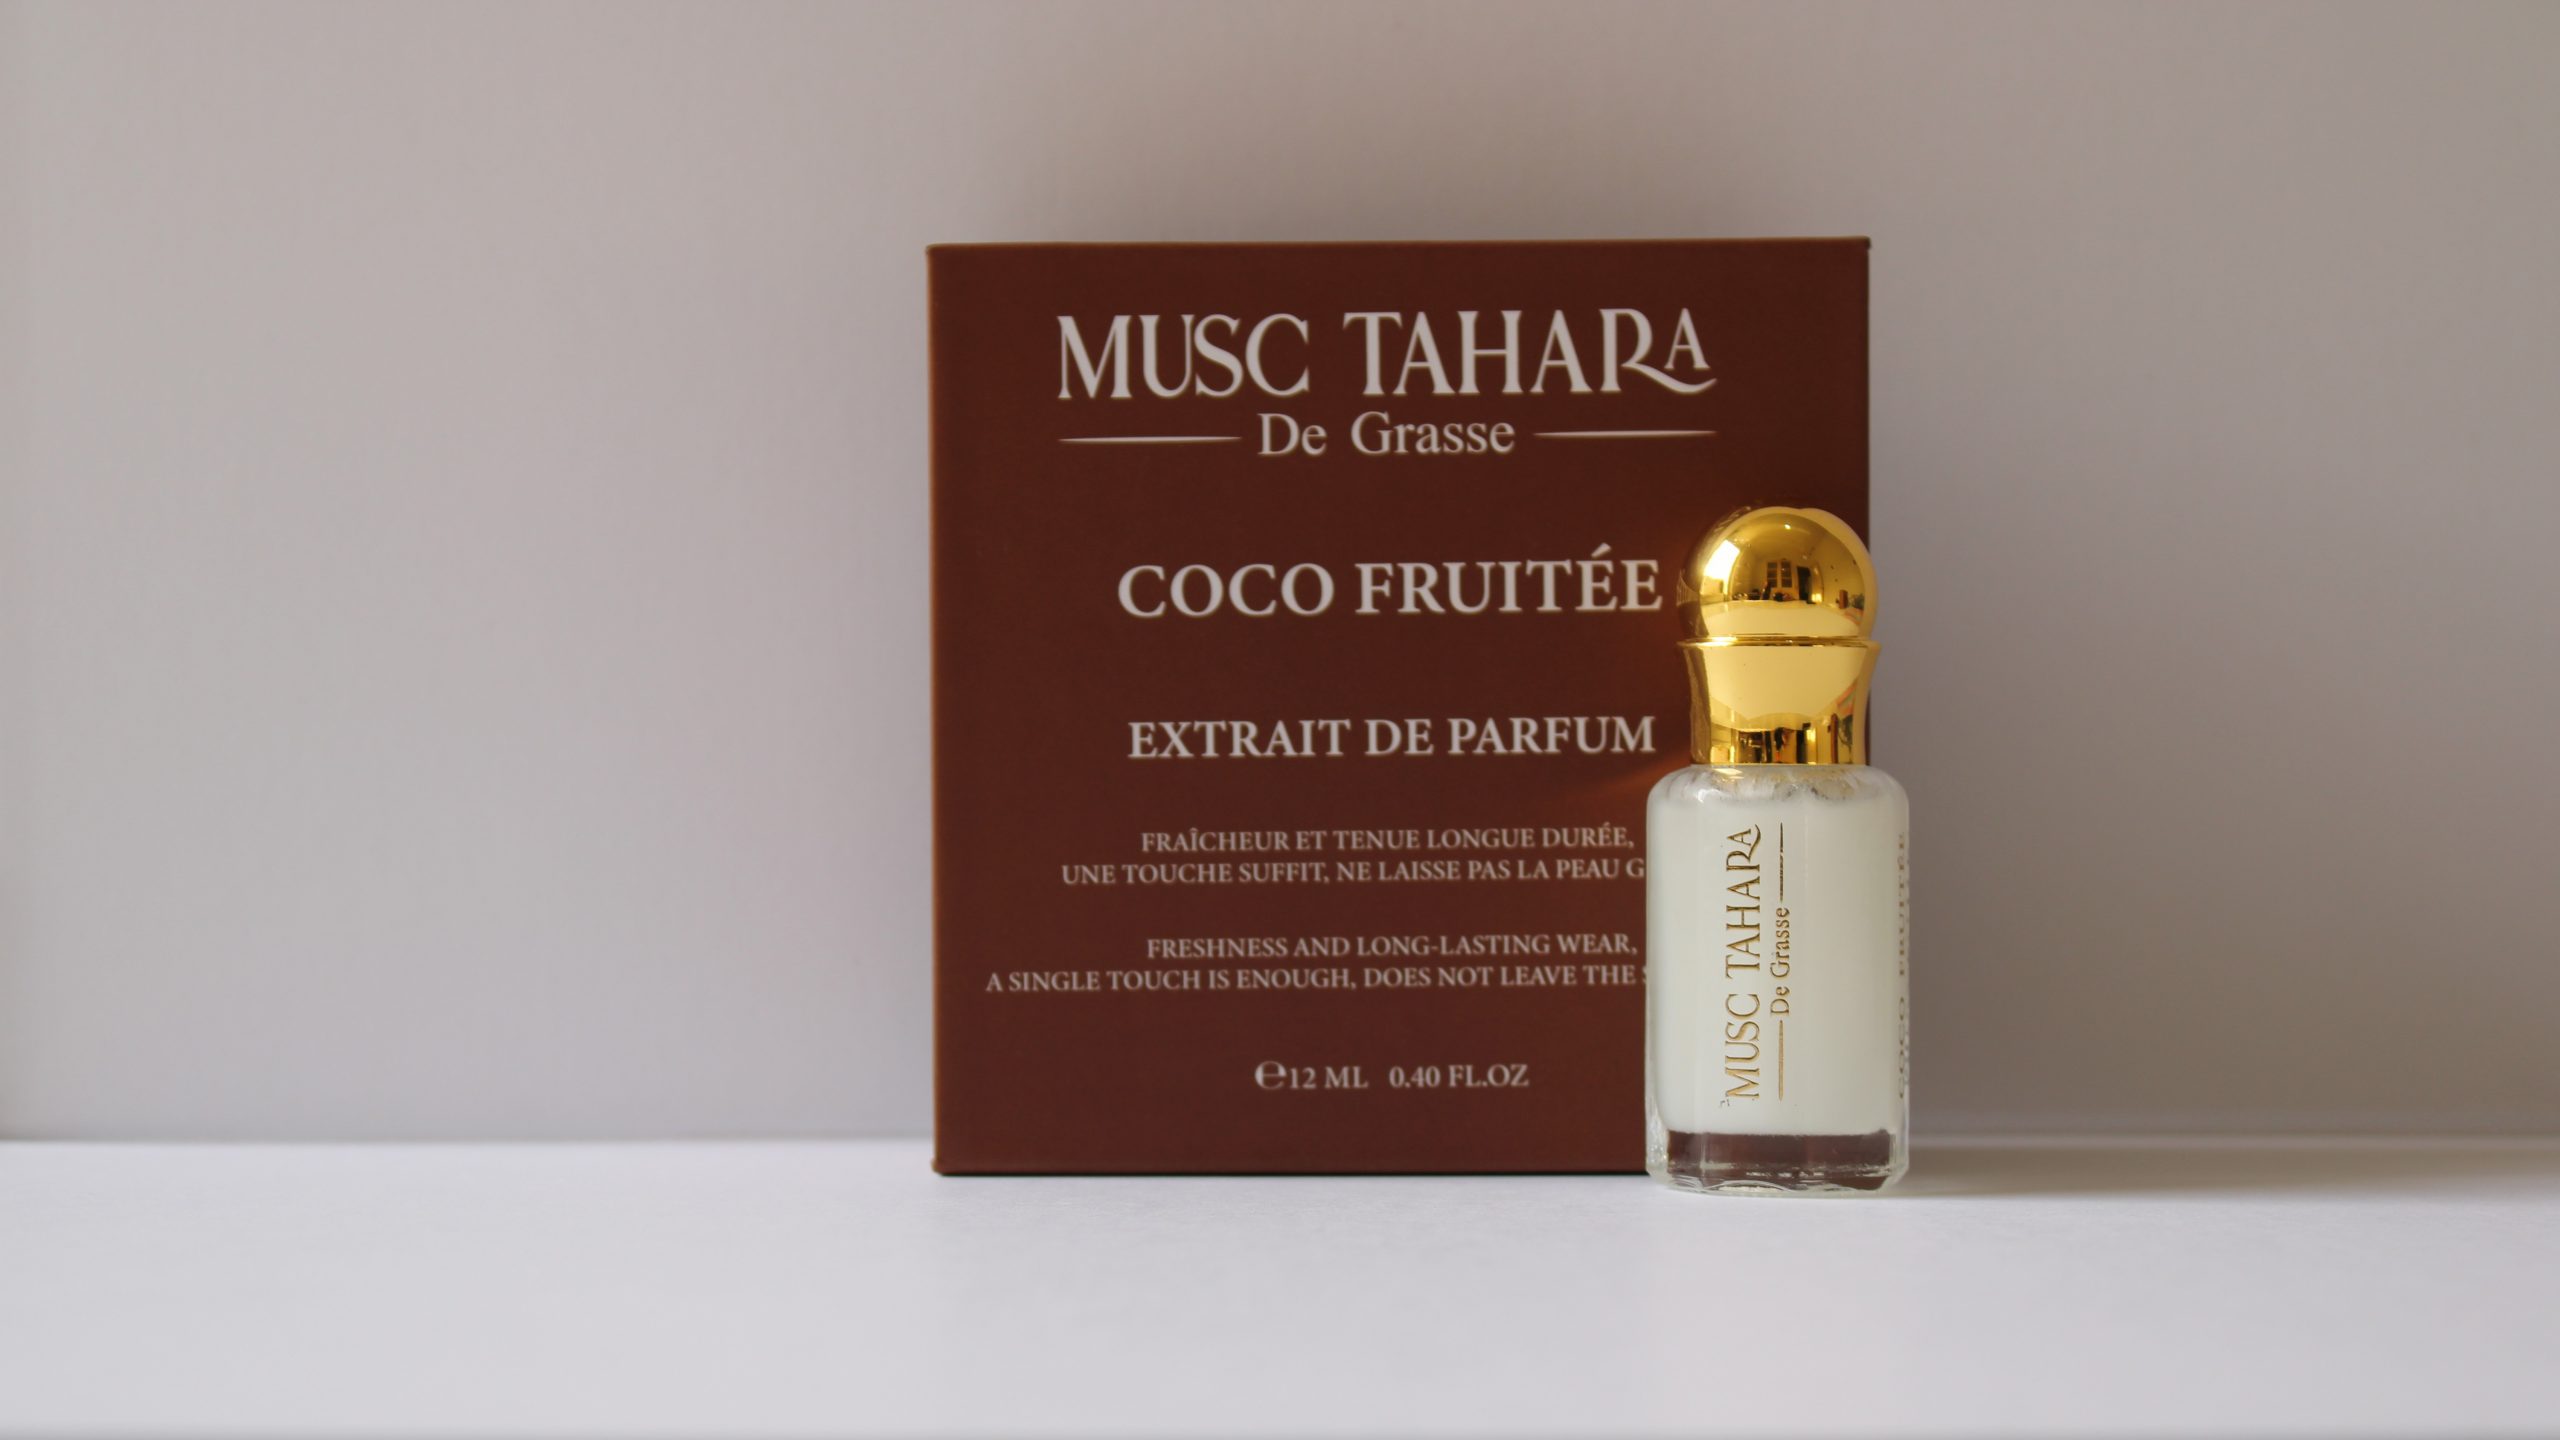 MUSC TAHARA
De Grasse
COCO FRUITÉE
EXTRAIT DE PARFUM
FRAÎCHEUR ET TENUE LONGUE DURÉE,
UNE TOUCHE SUFFIT, NE LAISSE PAS LA PEAU
FRESHNESS AND LONG-LASTING WEAR,
A SINGLE TOUCH IS ENOUGH, DOES NOT LEAVE THE
℮12 ML 0.40 FL.OZ
MUSC TAHARA
De Grasse
COCO FRUITÉE